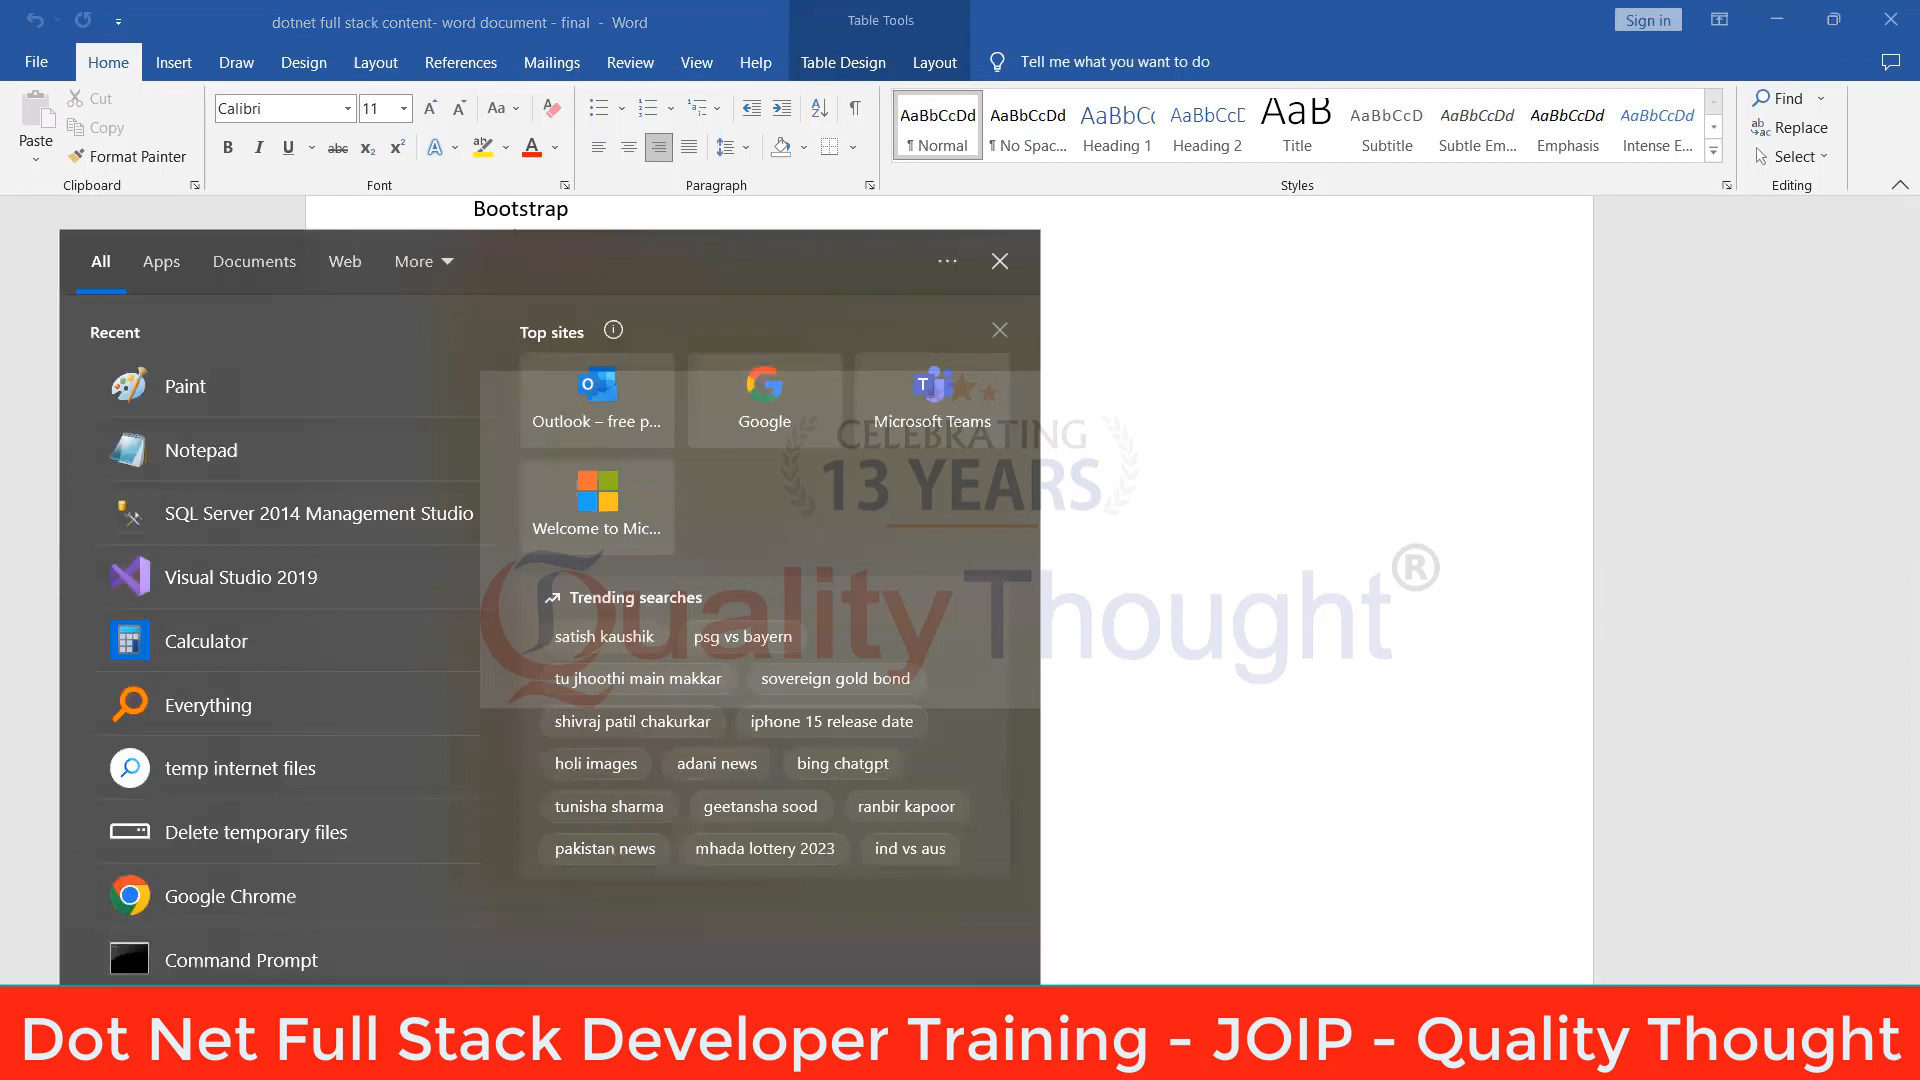 dotnet full stack content- word document - final - Word
Table Tools
Sign in
File
Home
Insert
Draw
Design
Layout
References
Mailings
Review
View
Help
Table Design
Layout
Tell me what you want to do
Paste
Cut
Copy
Format Painter
Clipboard
Calibri
11
Font
Paragraph
AaBbCcDd
¶ Normal
AaBbCcDd
¶ No Spac...
AaBbCc
Heading 1
AaBbCcD
Heading 2
AaB
Title
AaBbCcD
Subtitle
AaBbCcDd
Subtle Em...
AaBbCcDd
Emphasis
AaBbCcDd
Intense E...
Styles
Find
Replace
Select
Editing
Bootstrap
All
Apps
Documents
Web
More
Recent
Paint
Notepad
SQL Server 2014 Management Studio
Visual Studio 2019
Calculator
Everything
temp internet files
Delete temporary files
Google Chrome
Command Prompt
Top sites
Outlook – free p...
Google
Microsoft Teams
Welcome to Mic...
Trending searches
satish kaushik
psg vs bayern
tu jhoothi main makkar
sovereign gold bond
shivraj patil chakurkar
iphone 15 release date
holi images
adani news
bing chatgpt
tunisha sharma
geetansha sood
ranbir kapoor
pakistan news
mhada lottery 2023
ind vs aus
CELEBRATING
13 YEARS
QualityThought®
Dot Net Full Stack Developer Training - JOIP - Quality Thought